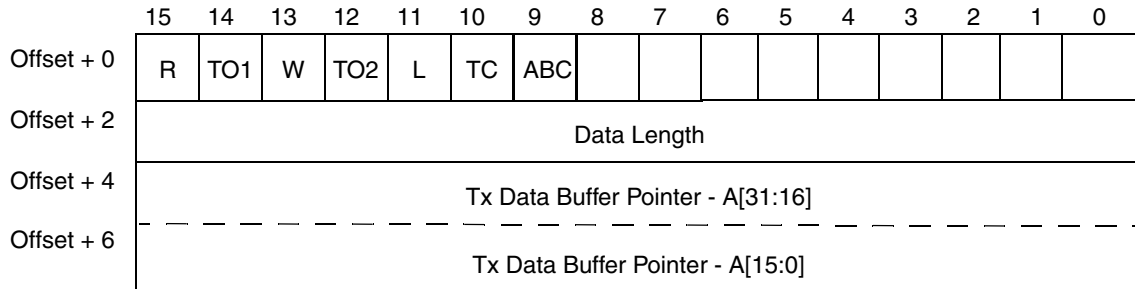 15 14 13 12 11 10 9 8 7 6 5 4 3 2 1 0
Offset + 0 R TO1 W TO2 L TC ABC
Offset + 2 Data Length
Offset + 4 Tx Data Buffer Pointer - A[31:16]
Offset + 6 Tx Data Buffer Pointer - A[15:0]